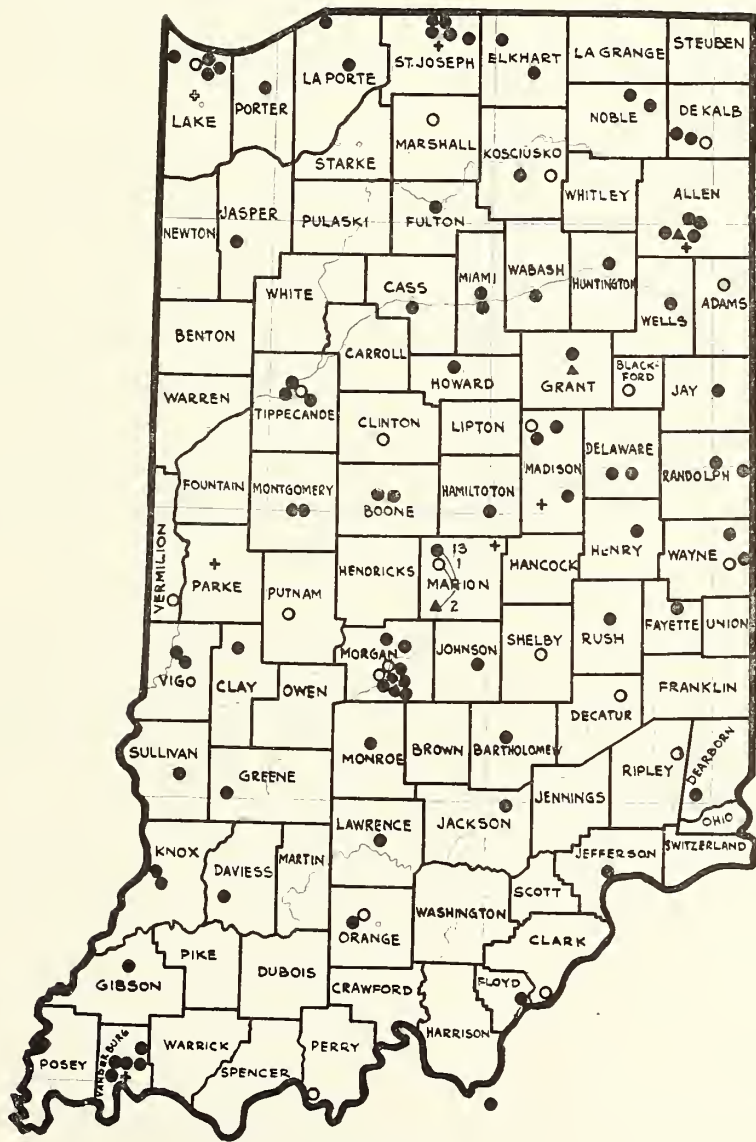 LAKE
PORTER
LA PORTE
ST. JOSEPH
ELKHART
LA GRANGE
STEUBEN
STARKE
MARSHALL
KOSCIUSKO
NOBLE
DE KALB
WHITLEY
ALLEN
NEWTON
JASPER
PULASKI
FULTON
WHITE
CASS
MIAMI
WABASH
HUNTINGTON
WELLS
ADAMS
BENTON
CARROLL
HOWARD
GRANT
BLACK-
FORD
JAY
WARREN
TIPPECANOE
CLINTON
LIPTON
MADISON
DELAWARE
RANDOLPH
FOUNTAIN
MONTGOMERY
BOONE
HAMILTOTON
HENRY
WAYNE
VERMILION
PARKE
PUTNAM
HENDRICKS
13
1
MARION
2
HANCOCK
SHELBY
RUSH
FAYETTE
UNION
VIGO
CLAY
OWEN
MORGAN
JOHNSON
DECATUR
FRANKLIN
SULLIVAN
GREENE
MONROE
BROWN
BARTHOLOMEW
JENNINGS
RIPLEY
DEARBORN
OHIO
SWITZERLAND
KNOX
DAVIESS
MARTIN
LAWRENCE
JACKSON
JEFFERSON
SCOTT
WASHINGTON
CLARK
ORANGE
GIBSON
PIKE
DUBOIS
CRAWFORD
FLOYD
HARRISON
POSEY
VANDERBURG
WARRICK
SPENCER
PERRY